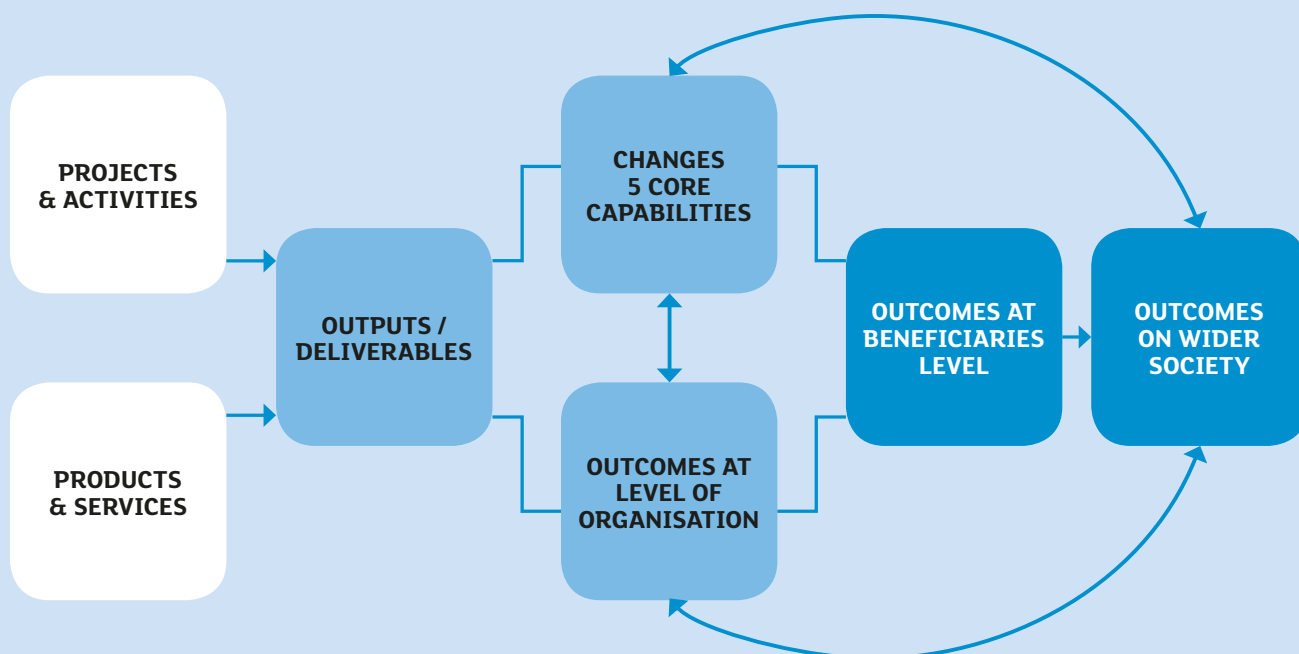 PROJECTS
& ACTIVITIES
PRODUCTS
& SERVICES
OUTPUTS /
DELIVERABLES
CHANGES
5 CORE
CAPABILITIES
OUTCOMES AT
LEVEL OF
ORGANISATION
OUTCOMES AT
BENEFICIARIES
LEVEL
OUTCOMES
ON WIDER
SOCIETY